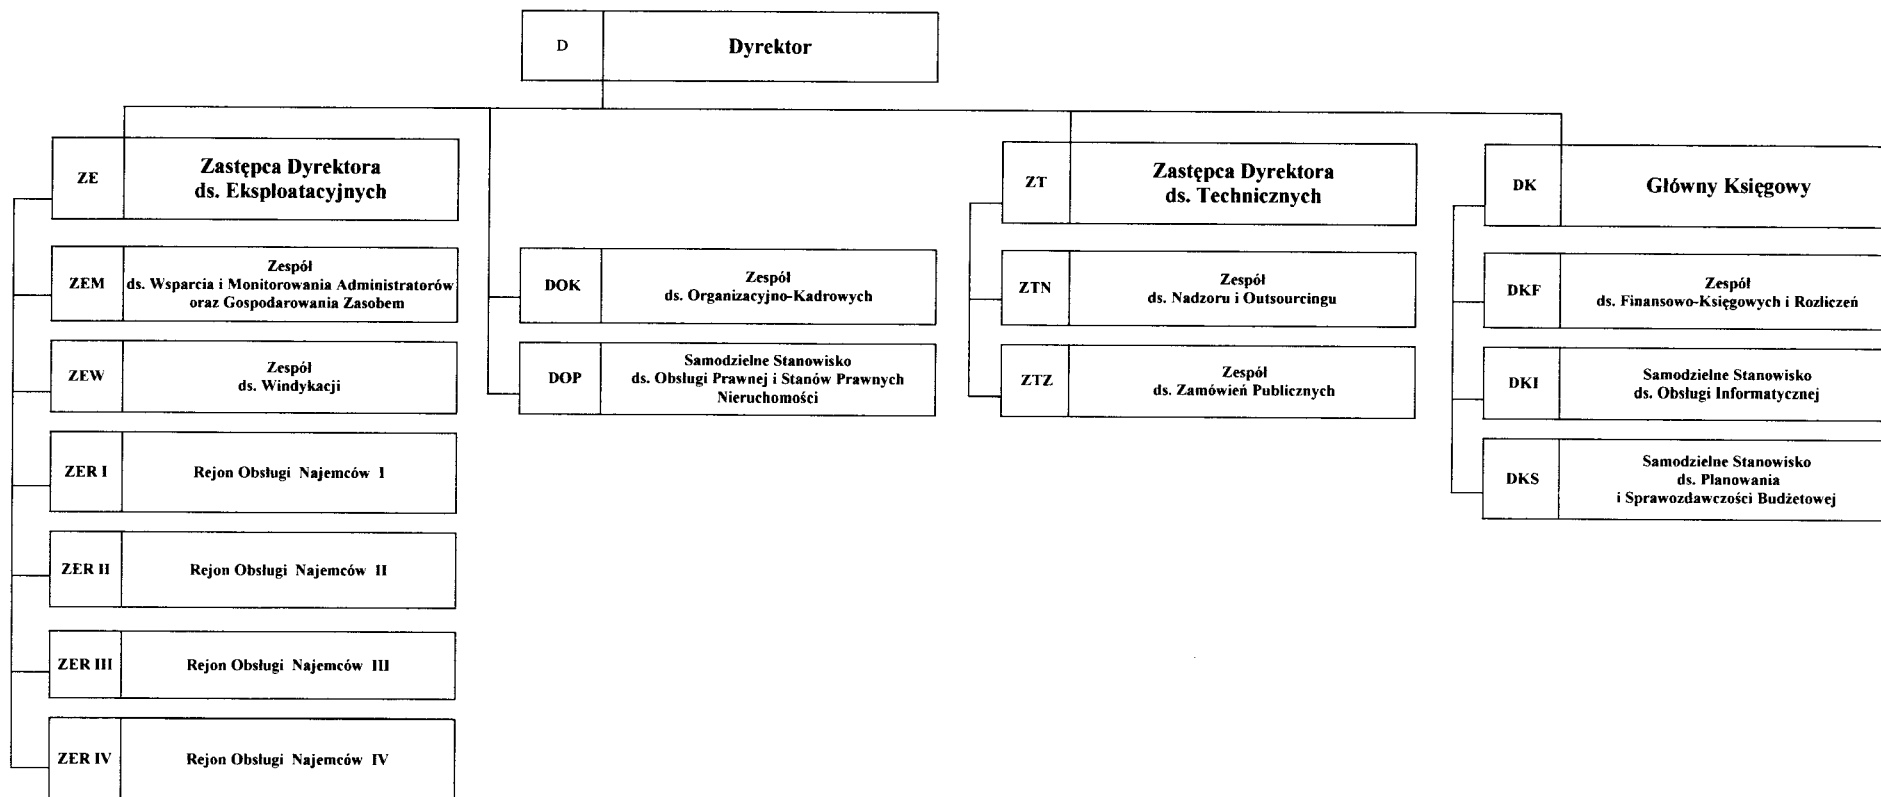 D
Dyrektor
ZE
Zastępca Dyrektora
ds. Eksploatacyjnych
ZEM
Zespół
ds. Wsparcia i Monitorowania Administratorów
oraz Gospodarowania Zasobem
ZEW
Zespół
ds. Windykacji
ZER I
Rejon Obsługi Najemców I
ZER II
Rejon Obsługi Najemców II
ZER III
Rejon Obsługi Najemców III
ZER IV
Rejon Obsługi Najemców IV
DOK
Zespół
ds. Organizacyjno-Kadrowych
DOP
Samodzielne Stanowisko
ds. Obsługi Prawnej i Stanów Prawnych
Nieruchomości
ZT
Zastępca Dyrektora
ds. Technicznych
ZTN
Zespół
ds. Nadzoru i Outsourcingu
ZTZ
Zespół
ds. Zamówień Publicznych
DK
Główny Księgowy
DKF
Zespół
ds. Finansowo-Księgowych i Rozliczeń
DKI
Samodzielne Stanowisko
ds. Obsługi Informatycznej
DKS
Samodzielne Stanowisko
ds. Planowania
i Sprawozdawczości Budżetowej